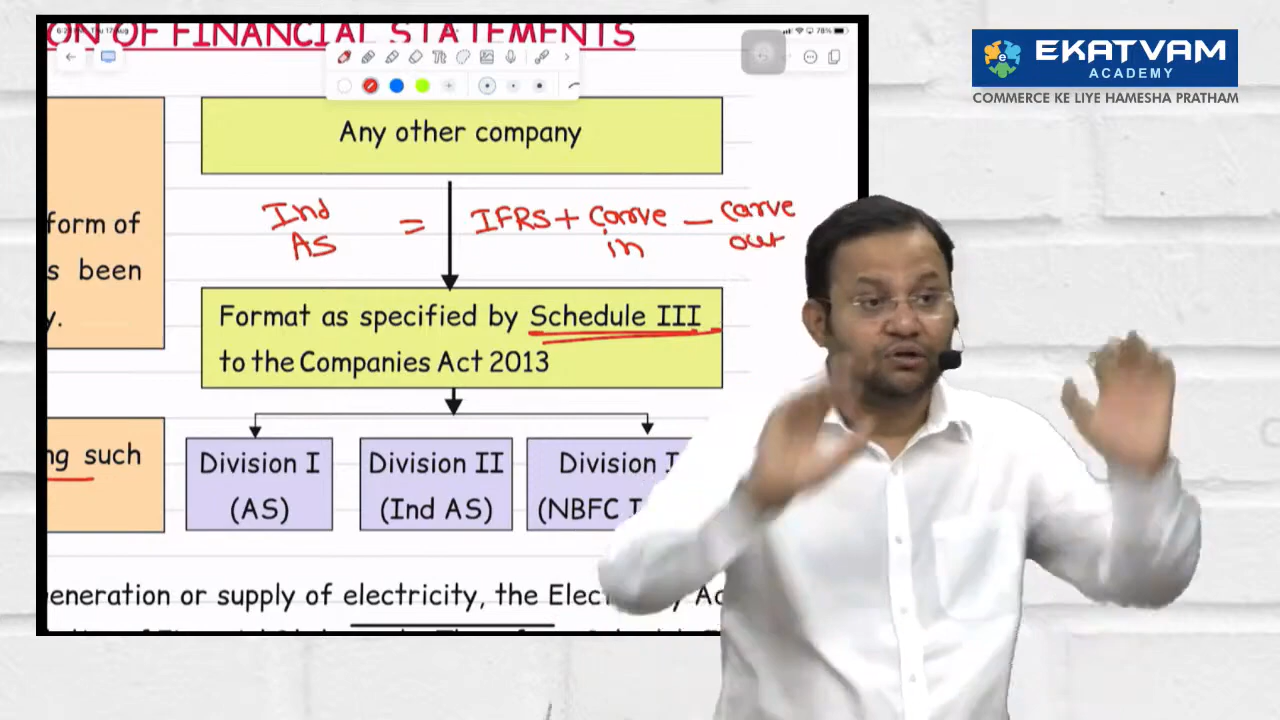 ON OF FINANCIAL STATEMENTS
78%
EKATVAM
ACADEMY
COMMERCE KE LIYE HAMESHA PRATHAM
Any other company
form of
s been
y.
Ind AS = IFRS + carve in - carve out
Format as specified by Schedule III
to the Companies Act 2013
ng such
Division I
(AS)
Division II
(Ind AS)
Division I
(NBFC I
eneration or supply of electricity, the Elec